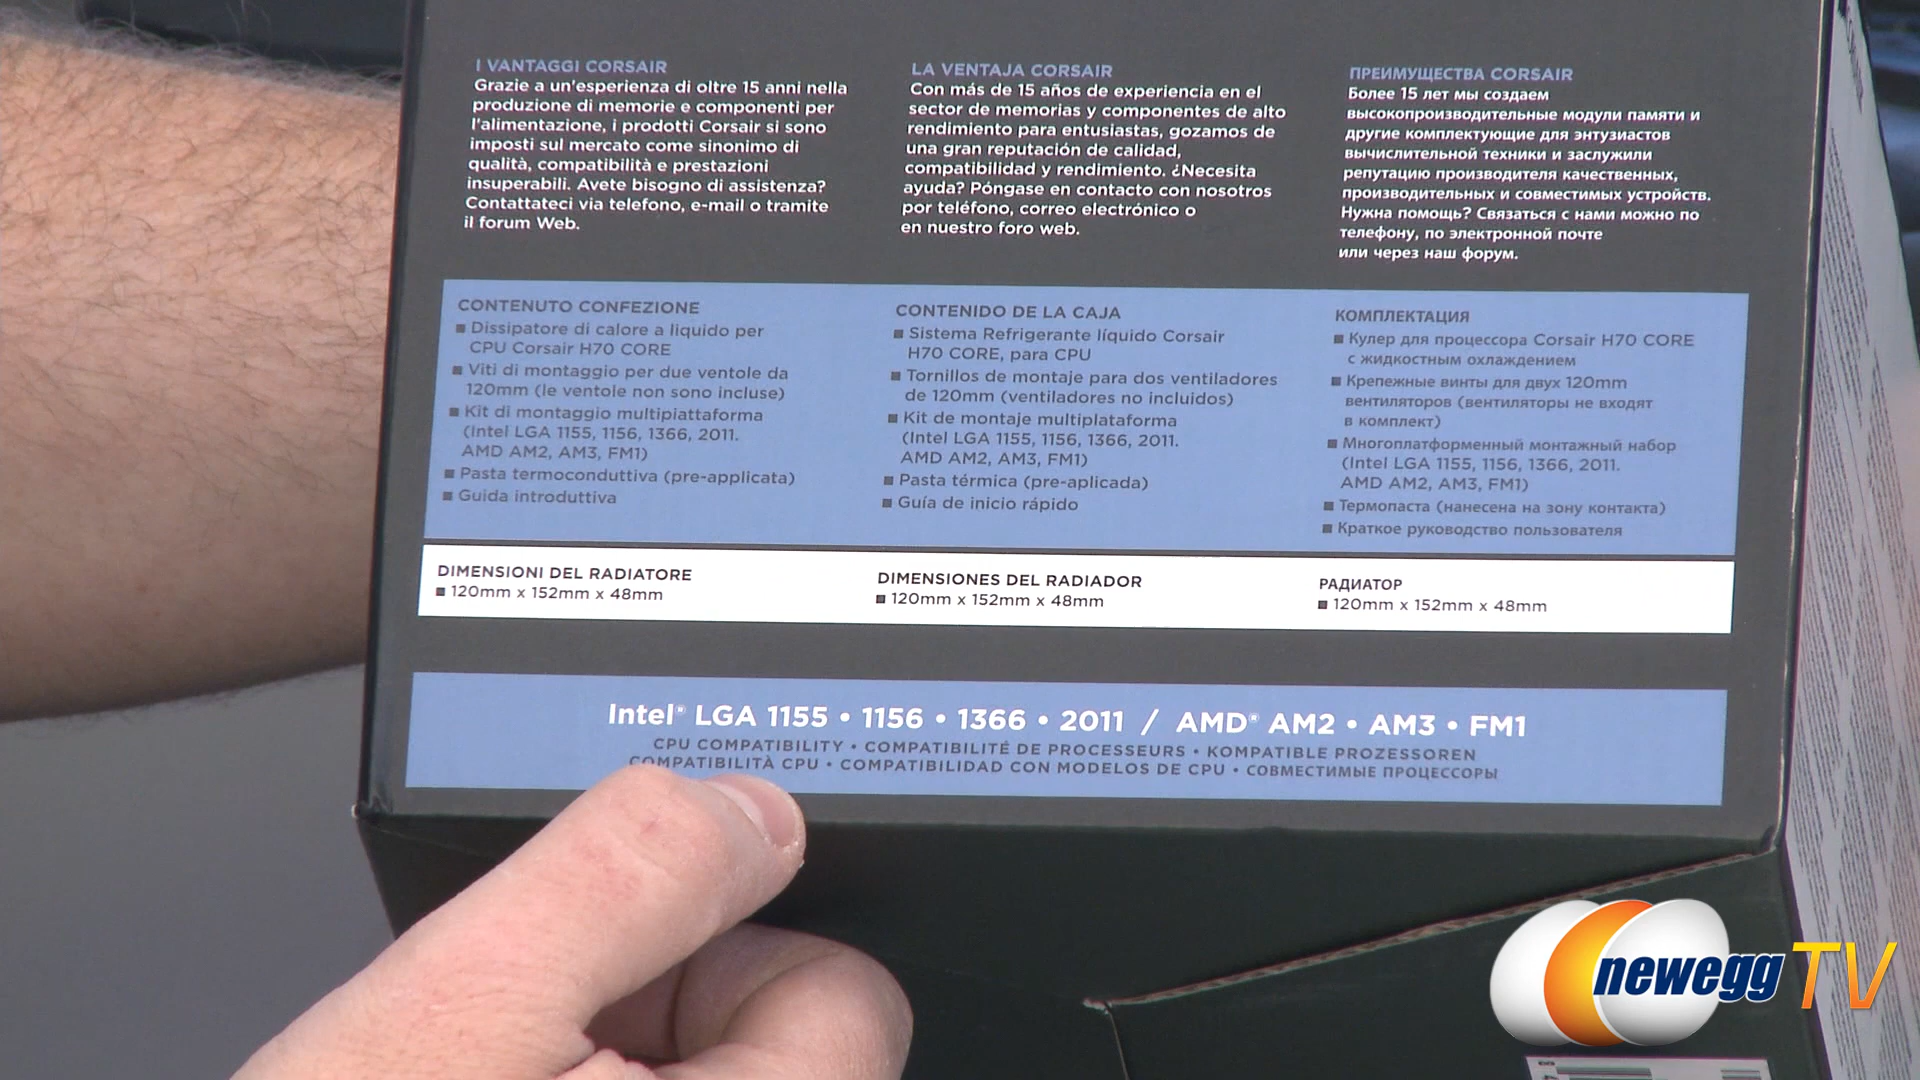 I VANTAGGI CORSAIR
Grazie a un'esperienza di oltre 15 anni nella
produzione di memorie e componenti per
l'alimentazione, i prodotti Corsair si sono
imposti sul mercato come sinonimo di
qualità, compatibilità e prestazioni
insuperabili. Avete bisogno di assistenza?
Contattateci via telefono, e-mail o tramite
il forum Web.
LA VENTAJA CORSAIR
Con más de 15 años de experiencia en el
sector de memorias y componentes de alto
rendimiento para entusiastas, gozamos de
una gran reputación de calidad,
compatibilidad y rendimiento. ¿Necesita
ayuda? Póngase en contacto con nosotros
por teléfono, correo electrónico o
en nuestro foro web.
ПРЕИМУЩЕСТВА CORSAIR
Более 15 лет мы создаем
высокопроизводительные модули памяти и
другие комплектующие для энтузиастов
вычислительной техники и заслужили
репутацию производителя качественных,
производительных и совместимых устройств.
Нужна помощь? Связаться с нами можно по
телефону, по электронной почте
или через наш форум.
CONTENUTO CONFEZIONE
■ Dissipatore di calore a liquido per
CPU Corsair H70 CORE
■ Viti di montaggio per due ventole da
120mm (le ventole non sono incluse)
■ Kit di montaggio multipiattaforma
(Intel LGA 1155, 1156, 1366, 2011.
AMD AM2, AM3, FM1)
■ Pasta termoconduttiva (pre-applicata)
■ Guida introduttiva
CONTENIDO DE LA CAJA
■ Sistema Refrigerante líquido Corsair
H70 CORE, para CPU
■ Tornillos de montaje para dos ventiladores
de 120mm (ventiladores no incluidos)
■ Kit de montaje multiplataforma
(Intel LGA 1155, 1156, 1366, 2011.
AMD AM2, AM3, FM1)
■ Pasta térmica (pre-aplicada)
■ Guía de inicio rápido
КОМПЛЕКТАЦИЯ
■ Кулер для процессора Corsair H70 CORE
с жидкостным охлаждением
■ Крепежные винты для двух 120mm
вентиляторов (вентиляторы не входят
в комплект)
■ Многоплатформенный монтажный набор
(Intel LGA 1155, 1156, 1366, 2011.
AMD AM2, AM3, FM1)
■ Термопаста (нанесена на зону контакта)
■ Краткое руководство пользователя
DIMENSIONI DEL RADIATORE
■ 120mm x 152mm x 48mm
DIMENSIONES DEL RADIADOR
■ 120mm x 152mm x 48mm
РАДИАТОР
■ 120mm x 152mm x 48mm
Intel® LGA 1155 • 1156 • 1366 • 2011 / AMD® AM2 • AM3 • FM1
CPU COMPATIBILITY • COMPATIBILITÉ DE PROCESSEURS • KOMPATIBLE PROZESSOREN
COMPATIBILITÀ CPU • COMPATIBILIDAD CON MODELOS DE CPU • СОВМЕСТИМЫЕ ПРОЦЕССОРЫ
newegg TV